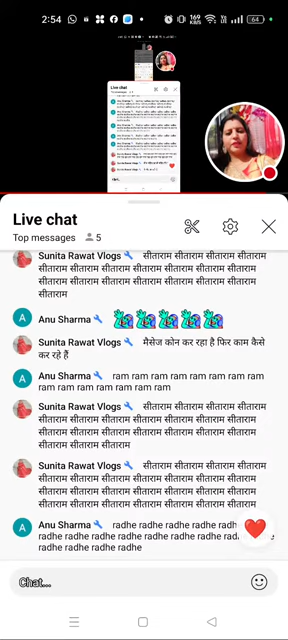 2:54
169
KB/s
64
Live chat
Top messages 5
Sunita Rawat Vlogs सीताराम सीताराम सीताराम
सीताराम सीताराम सीताराम सीताराम सीताराम
सीताराम सीताराम सीताराम सीताराम सीताराम
सीताराम
Anu Sharma
Sunita Rawat Vlogs मैसेज कोन कर रहा है फिर काम कैसे
कर रहे हैं
Anu Sharma ram ram ram ram ram ram ram ram
ram ram ram ram ram ram ram
Sunita Rawat Vlogs सीताराम सीताराम सीताराम
सीताराम सीताराम सीताराम सीताराम सीताराम
सीताराम सीताराम सीताराम सीताराम सीताराम
सीताराम सीताराम सीताराम सीताराम
Sunita Rawat Vlogs सीताराम सीताराम सीताराम
सीताराम सीताराम सीताराम सीताराम सीताराम
सीताराम सीताराम सीताराम सीताराम सीताराम
सीताराम सीताराम सीताराम सीताराम सीताराम
Anu Sharma radhe radhe radhe radhe radhe
radhe radhe radhe radhe radhe radhe radhe
radhe radhe radhe radhe
Chat...